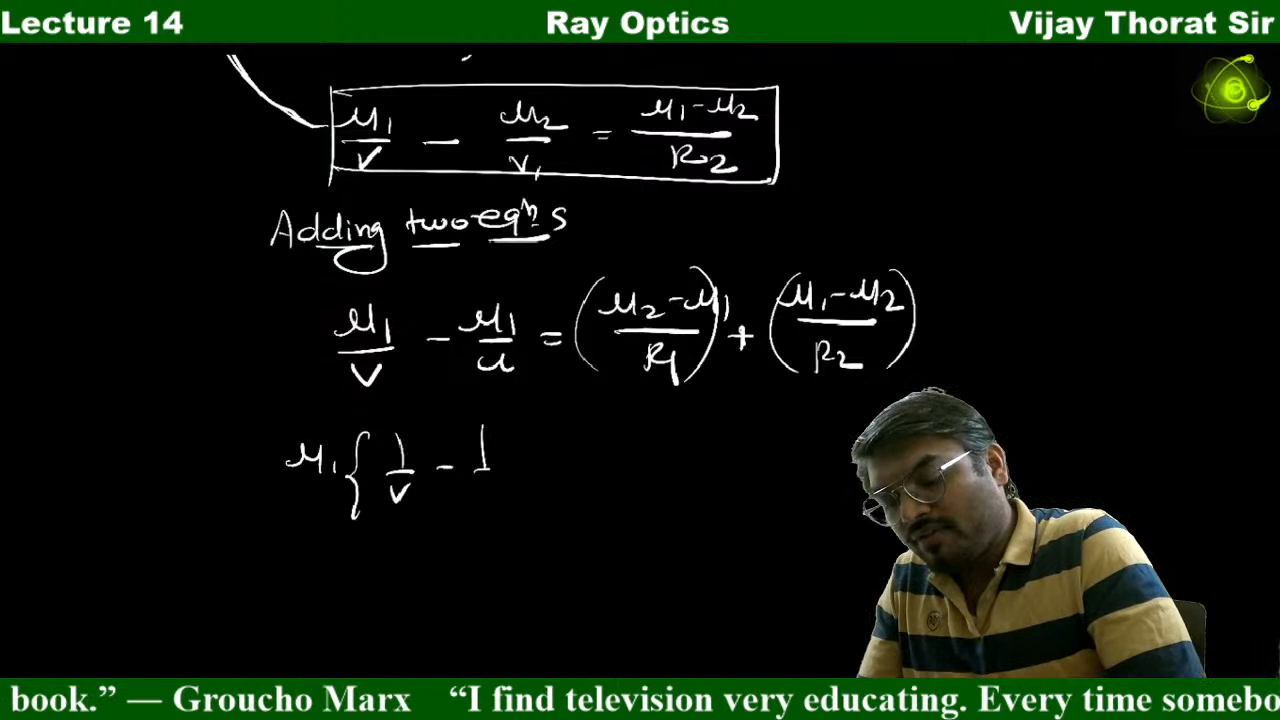 Lecture 14 Ray Optics Vijay Thorat Sir
μ₁/v − μ₂/v₁ = μ₁−μ₂/R₂
Adding two eqⁿs
μ₁/v − μ₁/u = (μ₂−μ₁/R₁) + (μ₁−μ₂/R₂)
μ₁{1/v − 1
book.” — Groucho Marx “I find television very educating. Every time somebo